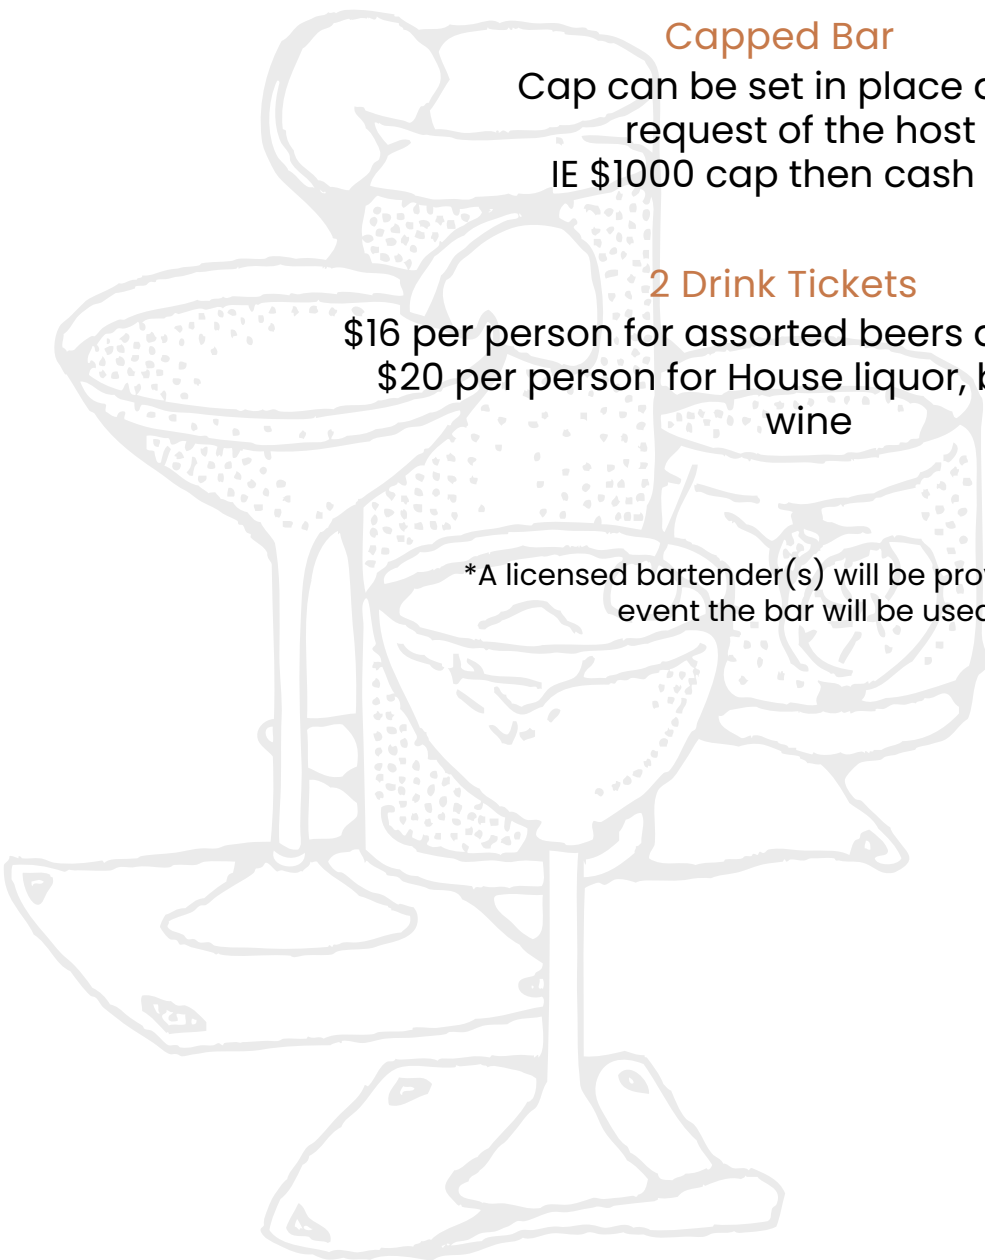 Capped Bar
Cap can be set in place
request of the host
IE $1000 cap then cash
2 Drink Tickets
$16 per person for assorted beers
$20 per person for House liquor,
wine
*A licensed bartender(s) will be
event the bar will be used